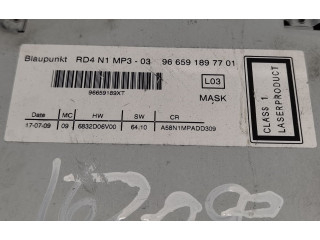 Blaupunkt RD4 N1 MP3 - 03 96 659 189 77 01
L03
MASK
96659189XT
Date MC HW SW CR
17-07-09 09 6B32D06V00 64.10 A58N1MPADD309
CLASS 1
LASERPRODUCT